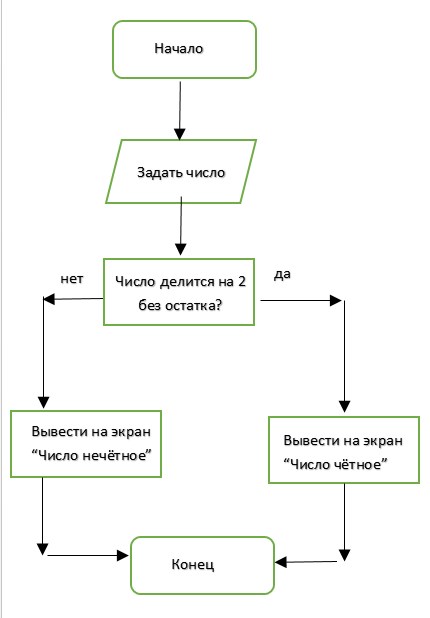 Начало
Задать число
Число делится на 2
без остатка?
нет
да
Вывести на экран
“Число нечётное”
Вывести на экран
“Число чётное”
Конец